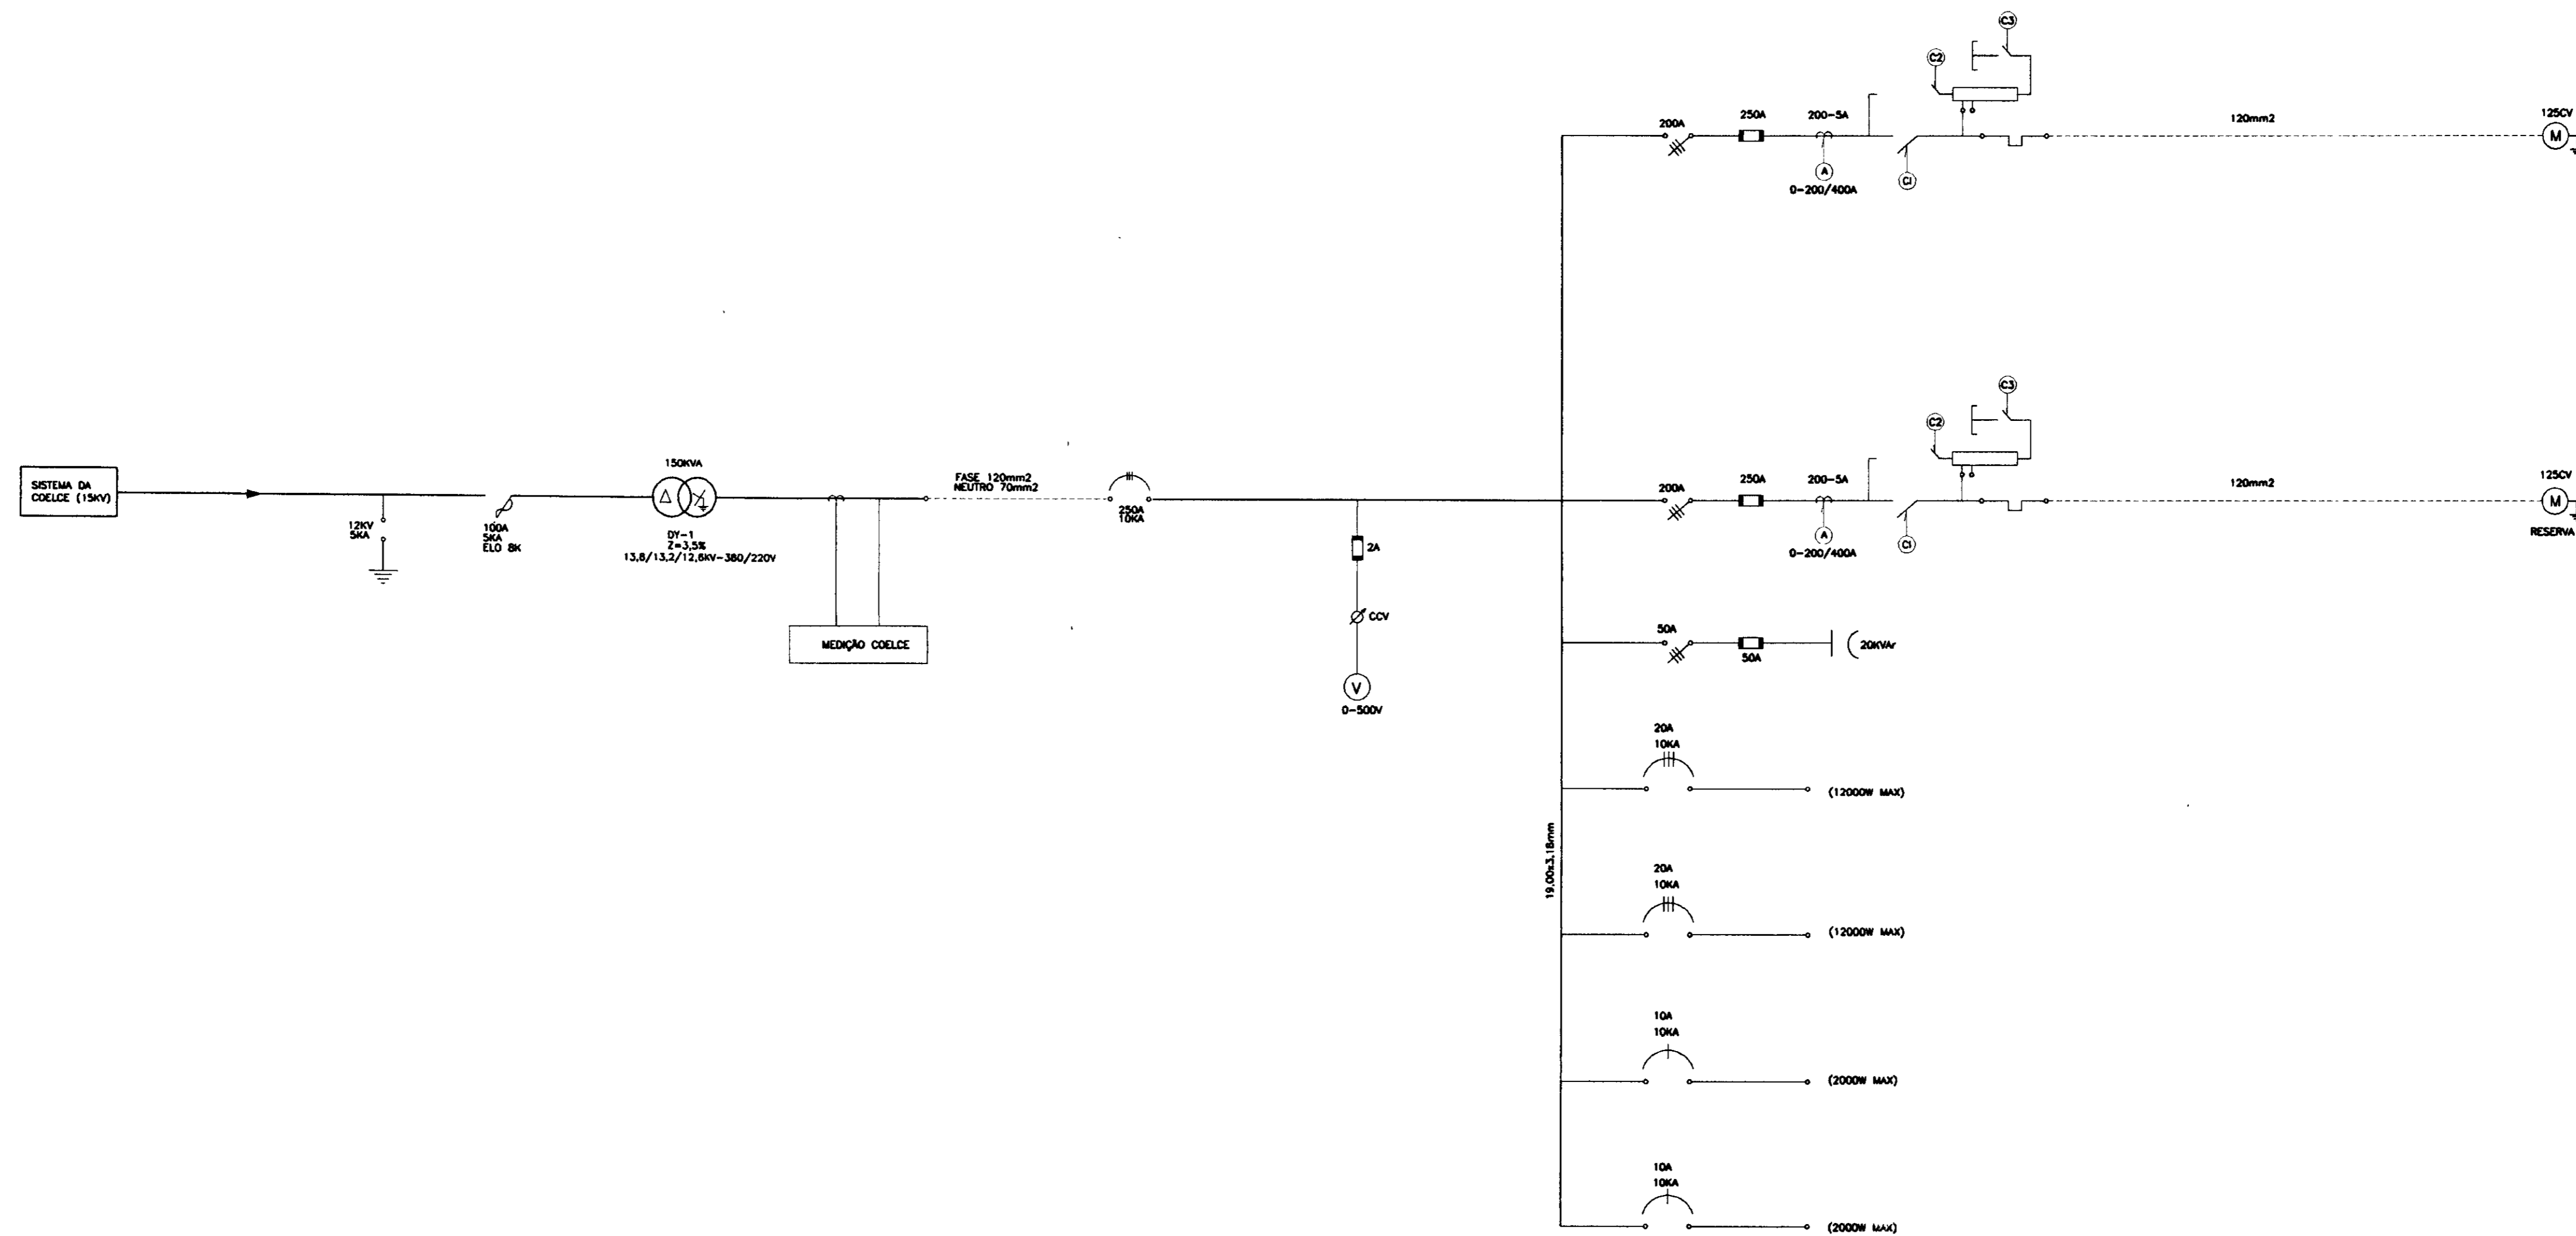 SISTEMA DA
COELCE (15KV)
12KV
5KA
100A
5KA
ELO 8K
150KVA
DY-1
Z=3,5%
13,8/13,2/12,6KV-380/220V
MEDIÇÃO COELCE
FASE 120mm2
NEUTRO 70mm2
250A
10KA
2A
CCV
V
0-500V
19,00x3,18mm
200A
250A
200-5A
A
0-200/400A
C1
C2
C3
120mm2
125CV
M
200A
250A
200-5A
A
0-200/400A
C1
C2
C3
120mm2
125CV
M
RESERVA
50A
50A
20KVAr
20A
10KA
(12000W MAX)
20A
10KA
(12000W MAX)
10A
10KA
(2000W MAX)
10A
10KA
(2000W MAX)